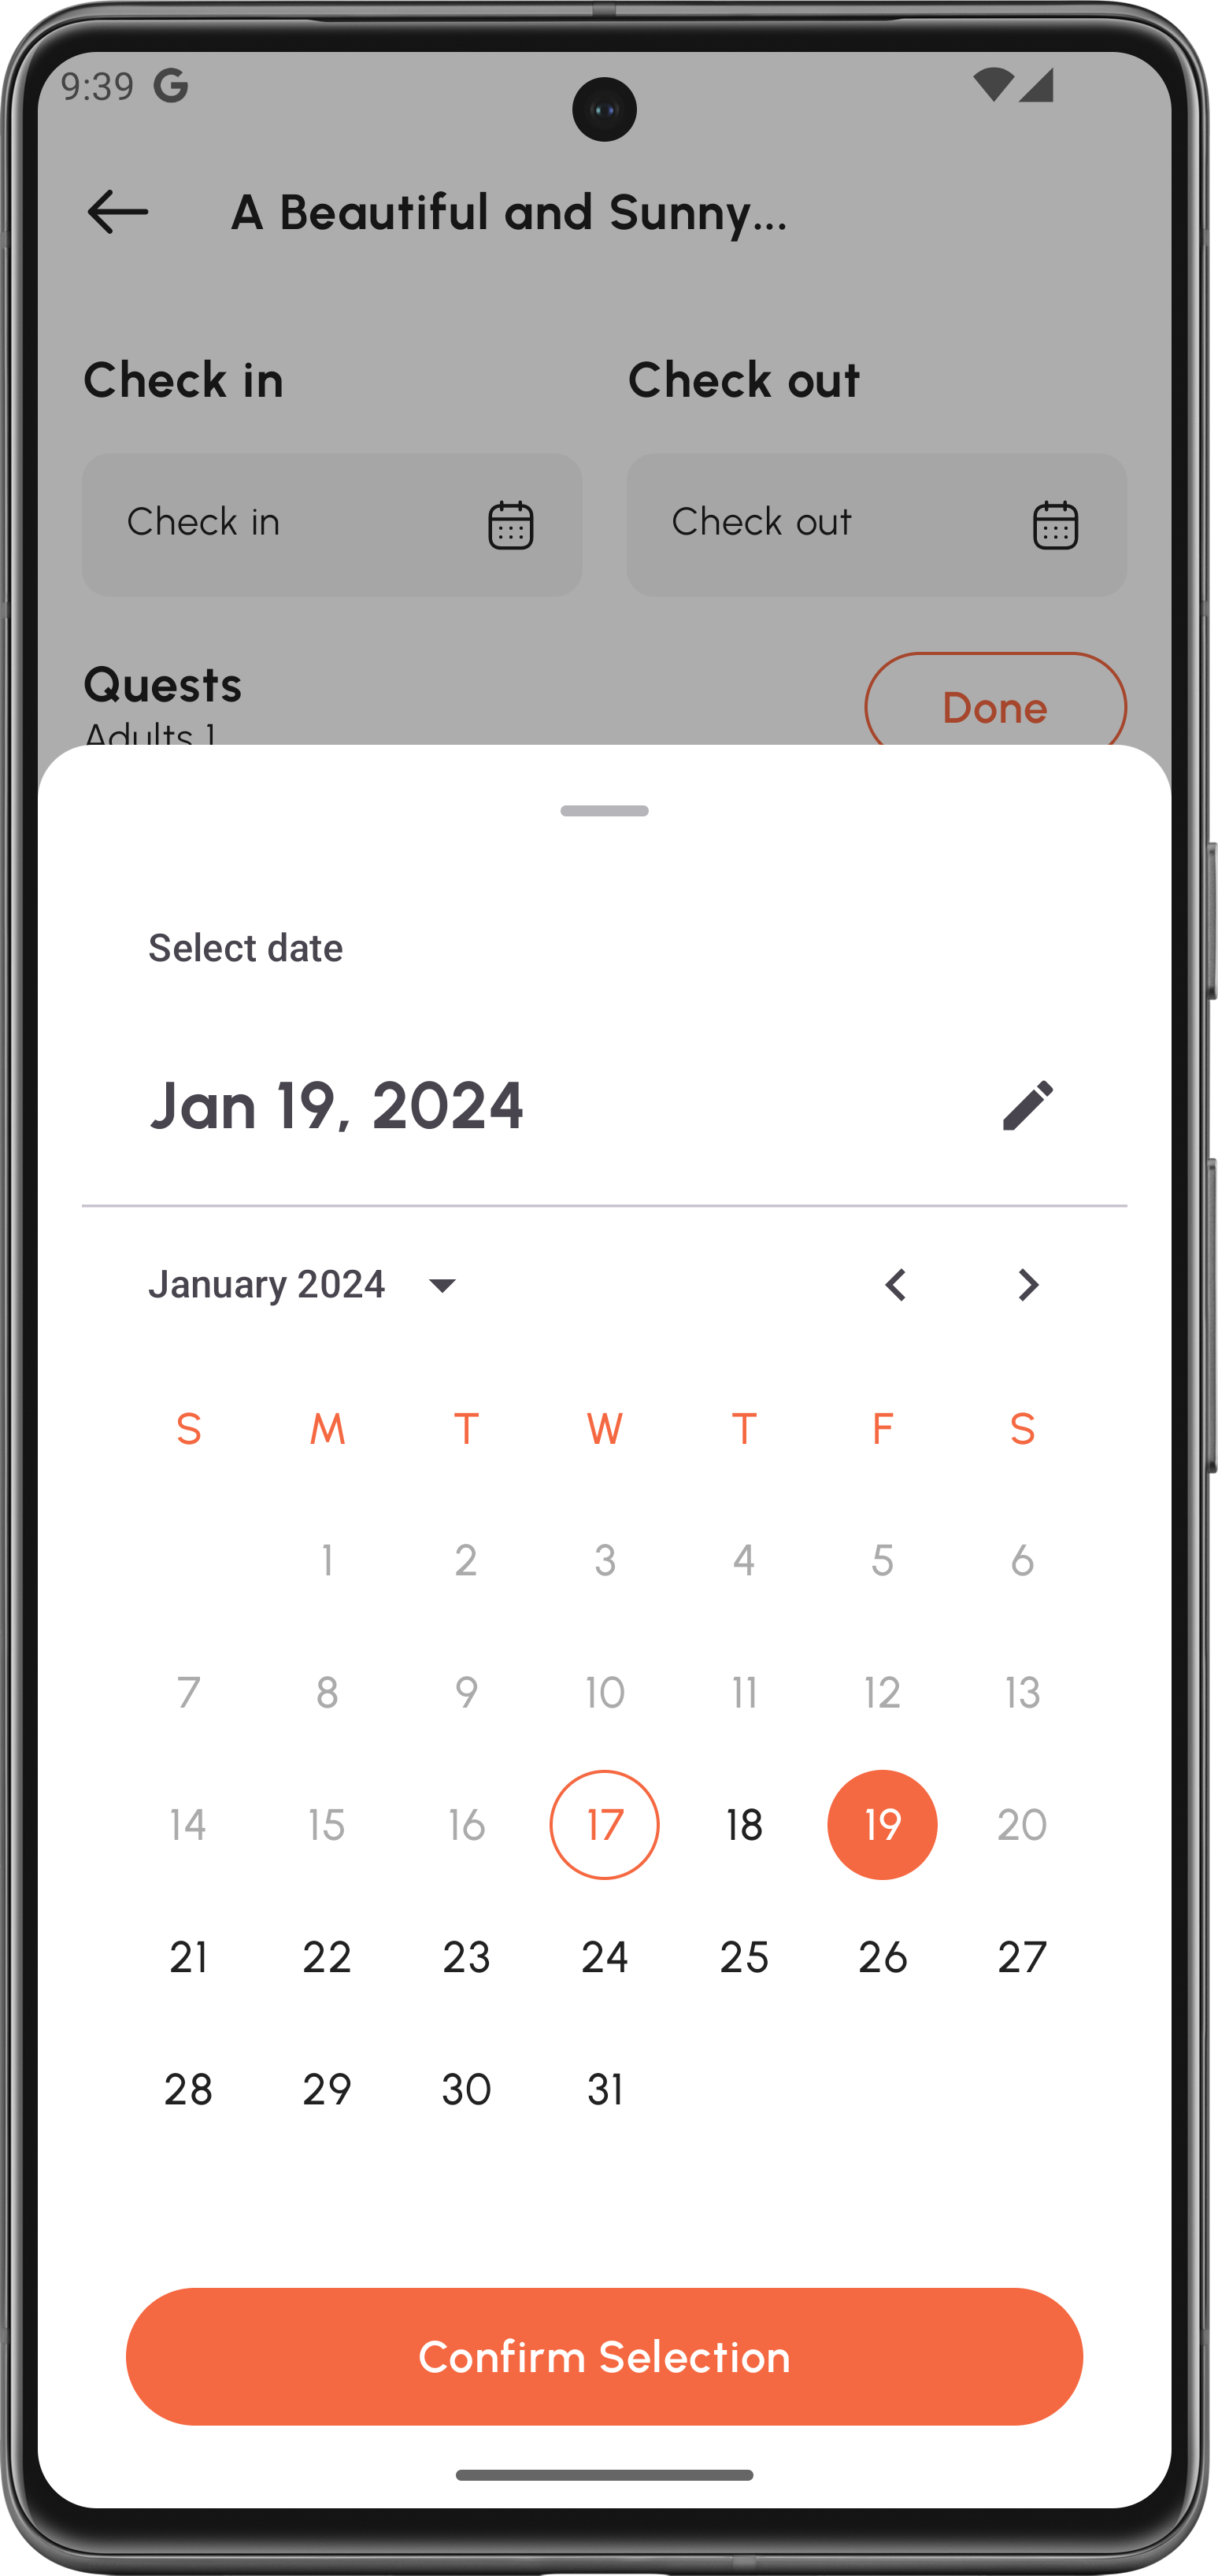 9:39 G
A Beautiful and Sunny...
Check in Check out
Check in Check out
Quests Done
Adults 1
Select date
Jan 19, 2024
January 2024
S M T W T F S
1 2 3 4 5 6
7 8 9 10 11 12 13
14 15 16 17 18 19 20
21 22 23 24 25 26 27
28 29 30 31
Confirm Selection